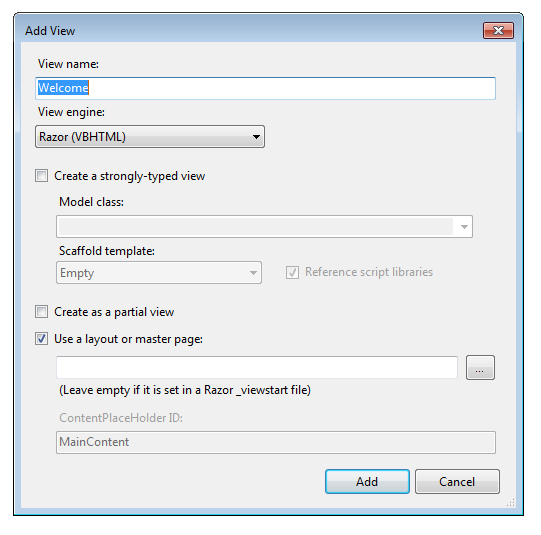 Add View
View name:
Welcome
View engine:
Razor (VBHTML)
Create a strongly-typed view
Model class:
Scaffold template:
Empty
Reference script libraries
Create as a partial view
Use a layout or master page:
...
(Leave empty if it is set in a Razor _viewstart file)
ContentPlaceHolder ID:
MainContent
Add Cancel